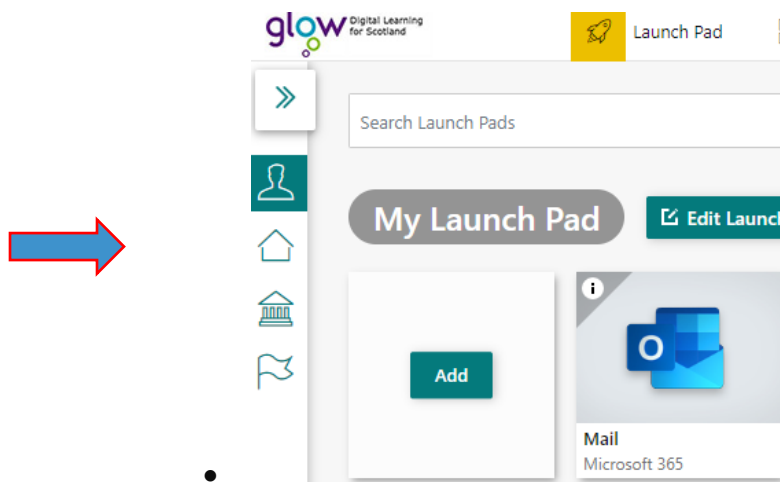 glow Digital Learning
for Scotland
Launch Pad
Search Launch Pads
My Launch Pad
Edit Launch
Add
Mail
Microsoft 365